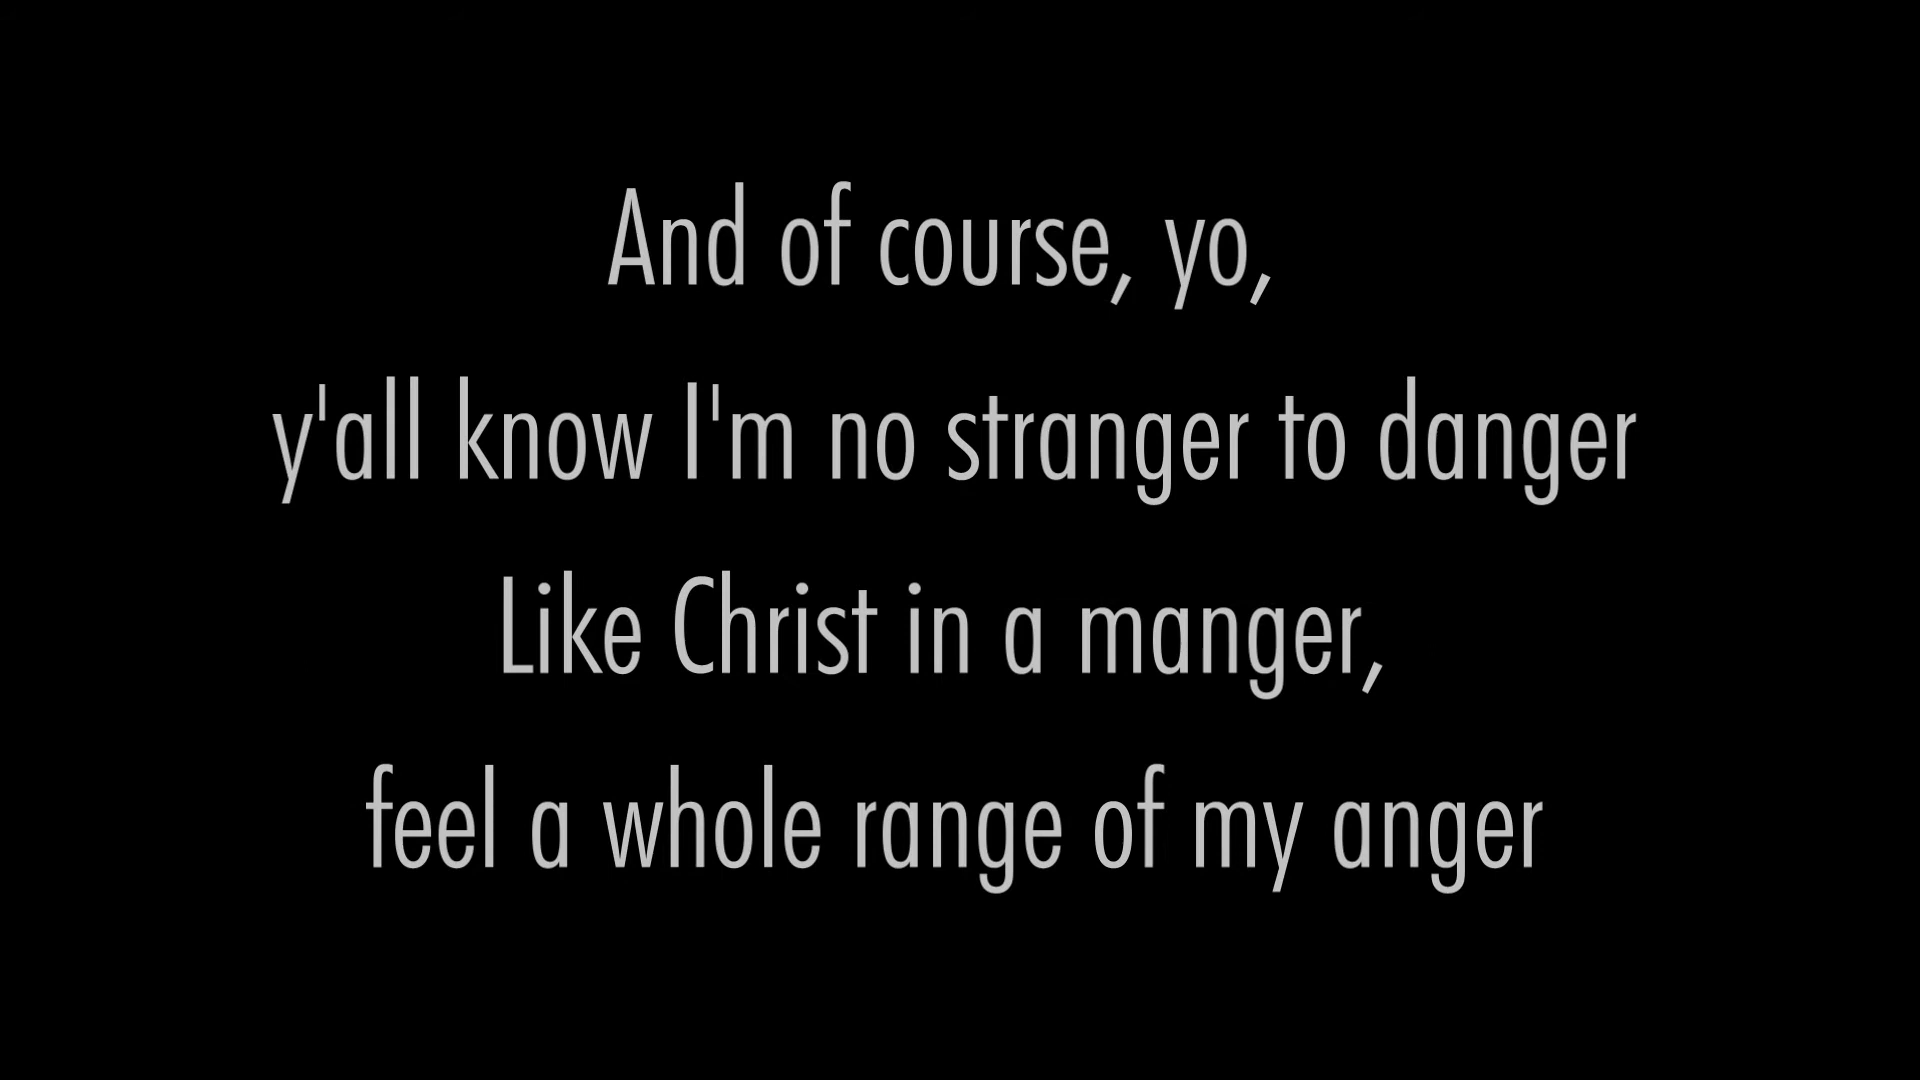 And of course, yo,
y'all know I'm no stranger to danger
Like Christ in a manger,
feel a whole range of my anger